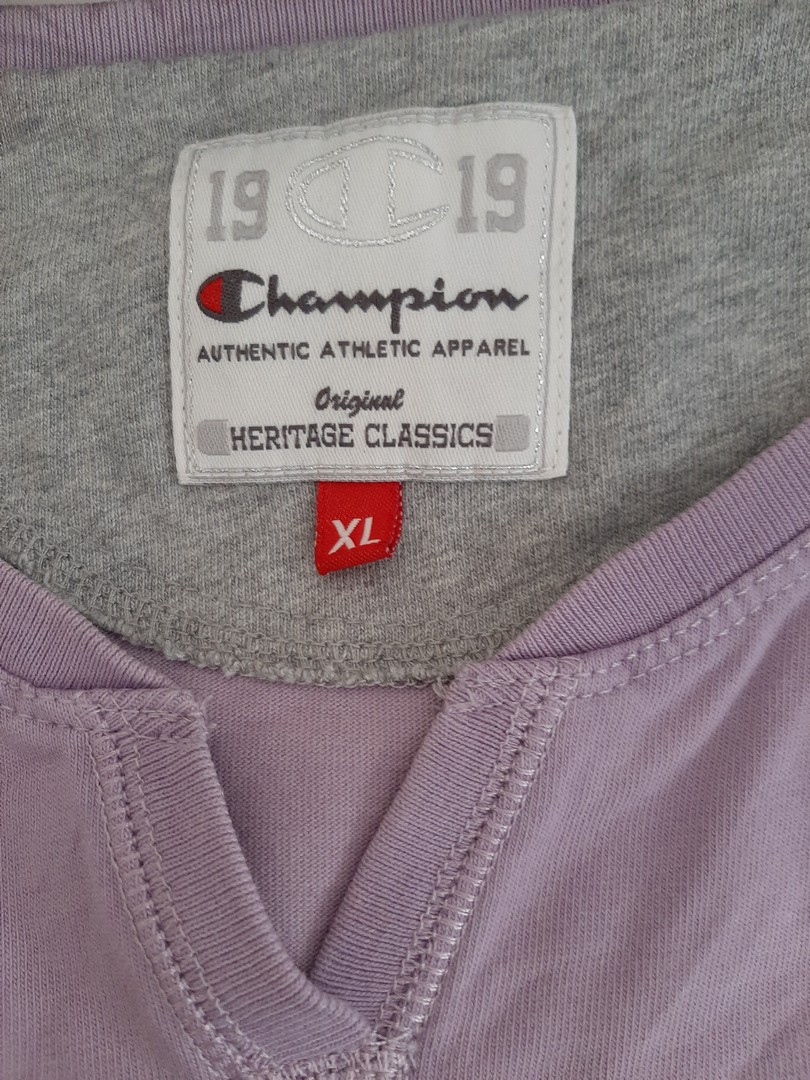 19 19
Champion
AUTHENTIC ATHLETIC APPAREL
Original
HERITAGE CLASSICS
XL